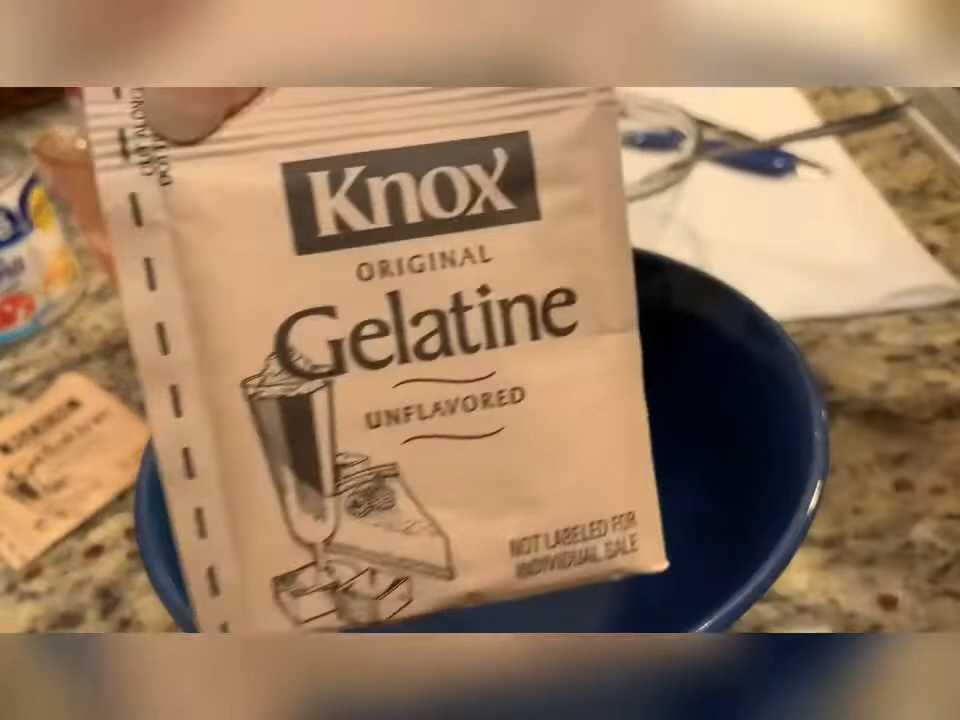 Knox
ORIGINAL
Gelatine
UNFLAVORED
NOT LABELED FOR
INDIVIDUAL SALE